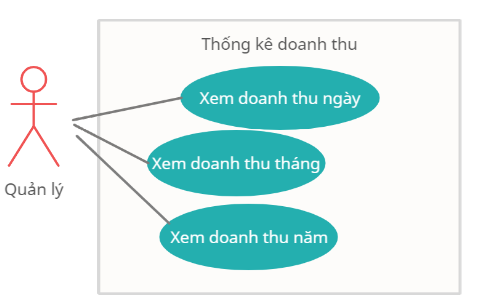 Thống kê doanh thu
Xem doanh thu ngày
Xem doanh thu tháng
Quản lý
Xem doanh thu năm